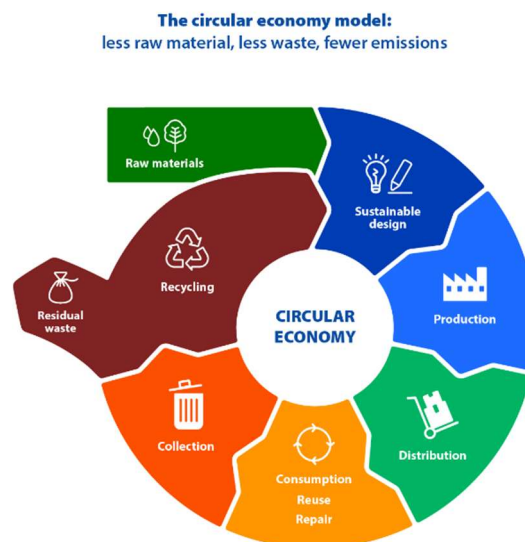 The circular economy model:
less raw material, less waste, fewer emissions
Raw materials
Sustainable
design
Production
Distribution
Consumption
Reuse
Repair
Collection
Recycling
Residual
waste
CIRCULAR
ECONOMY